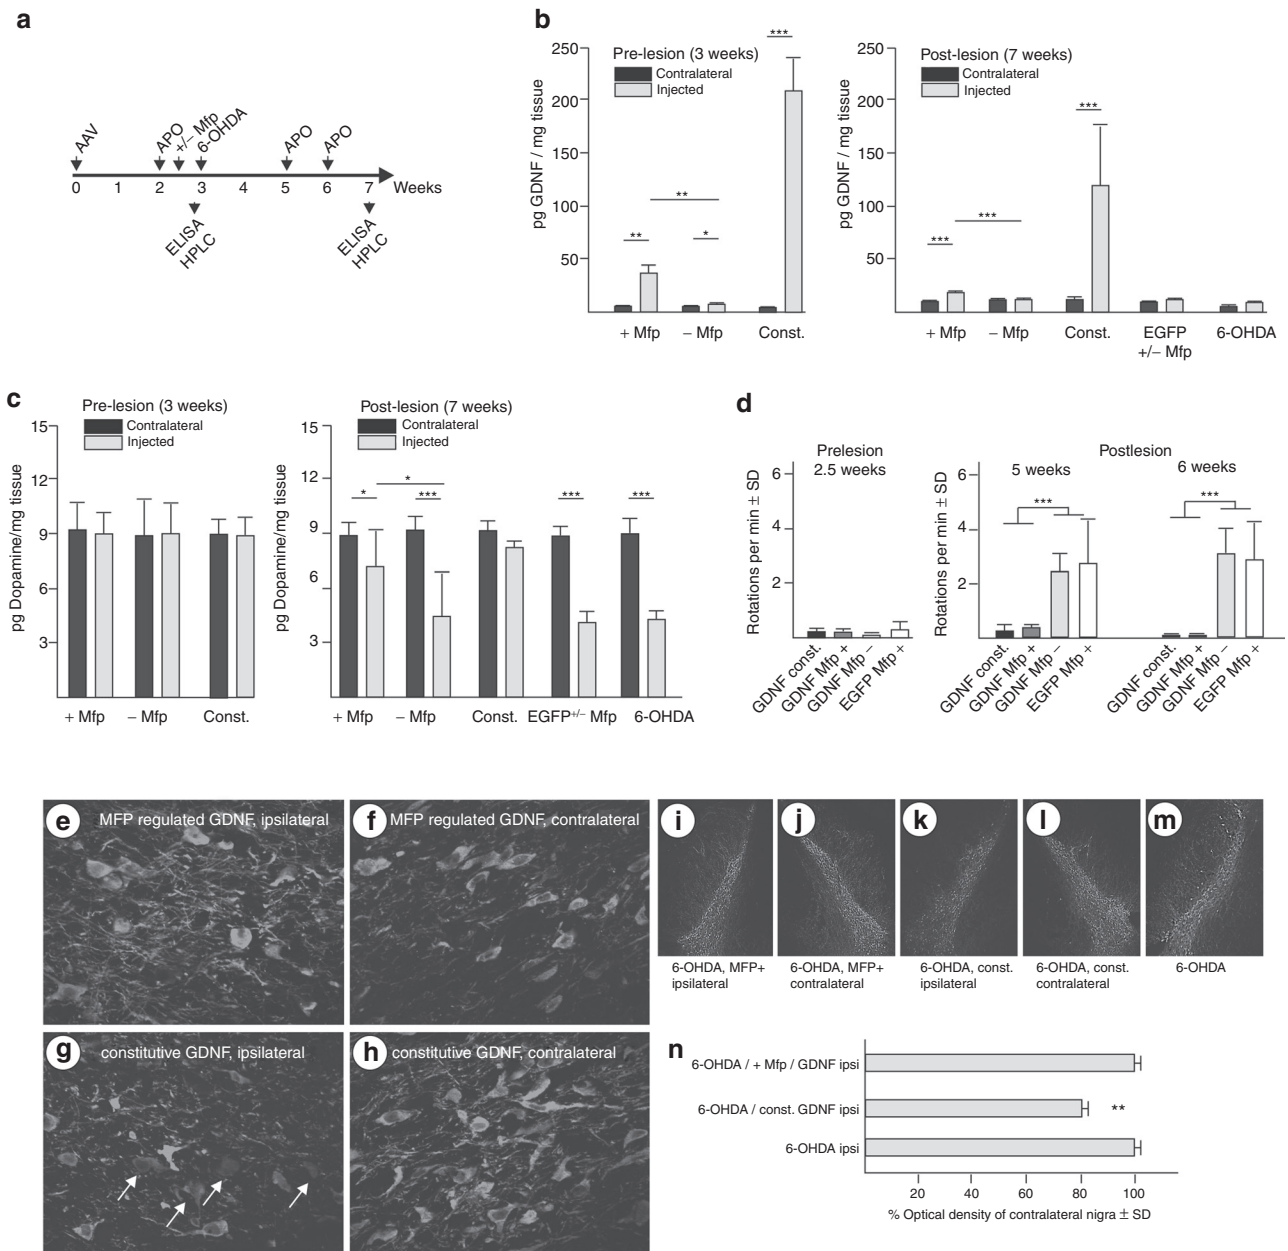 a
AAV
APO
+/– Mfp
6-OHDA
APO
APO
0 1 2 3 4 5 6 7 Weeks
ELISA
HPLC
ELISA
HPLC
b
250
200
150
100
50
pg GDNF / mg tissue
Pre-lesion (3 weeks)
Contralateral
Injected
**
**
*
***
+ Mfp – Mfp Const.
250
200
150
100
50
pg GDNF / mg tissue
Post-lesion (7 weeks)
Contralateral
Injected
***
***
***
+ Mfp – Mfp Const. EGFP 6-OHDA
+/– Mfp
c
15
12
9
6
3
pg Dopamine/mg tissue
Pre-lesion (3 weeks)
Contralateral
Injected
+ Mfp – Mfp Const.
15
12
9
6
3
pg Dopamine/mg tissue
Post-lesion (7 weeks)
Contralateral
Injected
*
*
***
***
***
+ Mfp – Mfp Const. EGFP+/– Mfp 6-OHDA
d
Prelesion
2.5 weeks
6
4
2
Rotations per min ± SD
GDNF const.
GDNF Mfp +
GDNF Mfp –
EGFP Mfp +
Postlesion
5 weeks 6 weeks
6
4
2
Rotations per min ± SD
***
***
GDNF const.
GDNF Mfp +
GDNF Mfp –
EGFP Mfp +
GDNF const.
GDNF Mfp +
GDNF Mfp –
EGFP Mfp +
e
MFP regulated GDNF, ipsilateral
f
MFP regulated GDNF, contralateral
g
constitutive GDNF, ipsilateral
h
constitutive GDNF, contralateral
i
6-OHDA, MFP+
ipsilateral
j
6-OHDA, MFP+
contralateral
k
6-OHDA, const.
ipsilateral
l
6-OHDA, const.
contralateral
m
6-OHDA
n
6-OHDA / + Mfp / GDNF ipsi
6-OHDA / const. GDNF ipsi
**
6-OHDA ipsi
20 40 60 80 100
% Optical density of contralateral nigra ± SD